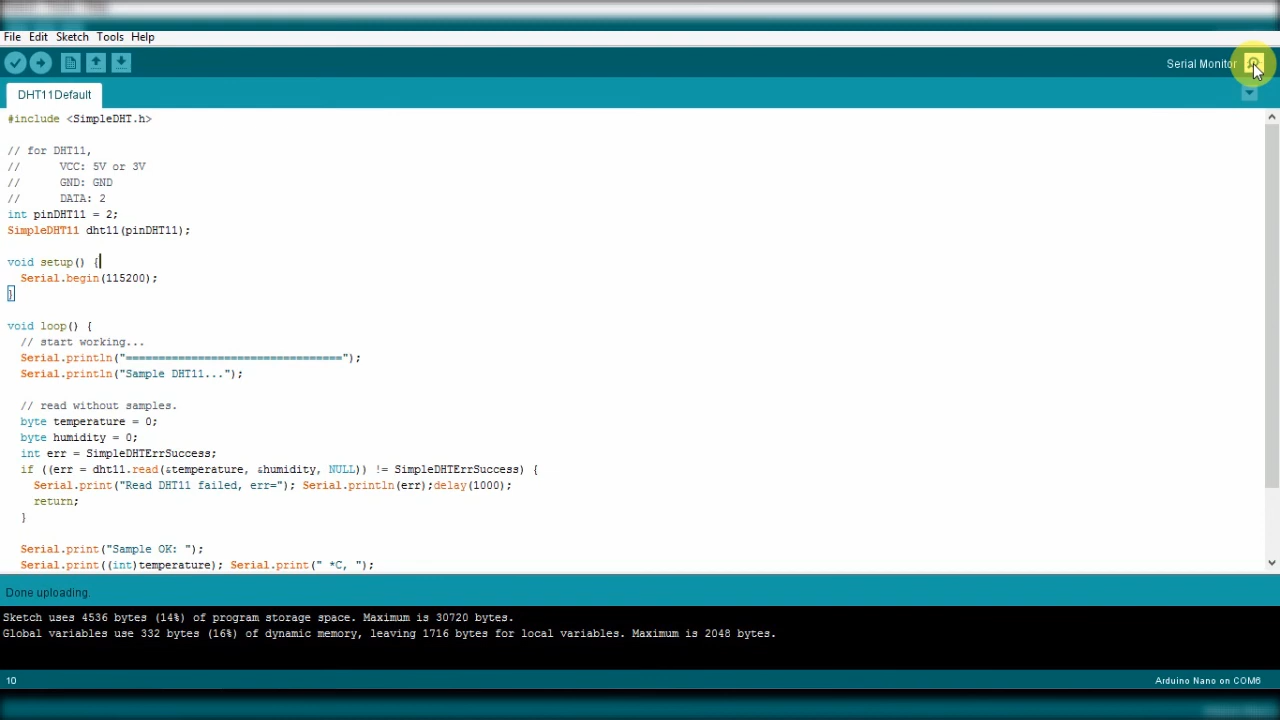 File Edit Sketch Tools Help
Serial Monitor
DHT11Default
#include <SimpleDHT.h>
// for DHT11,
//      VCC: 5V or 3V
//      GND: GND
//      DATA: 2
int pinDHT11 = 2;
SimpleDHT11 dht11(pinDHT11);
void setup() {
  Serial.begin(115200);
}
void loop() {
  // start working...
  Serial.println("=================================");
  Serial.println("Sample DHT11...");
  // read without samples.
  byte temperature = 0;
  byte humidity = 0;
  int err = SimpleDHTErrSuccess;
  if ((err = dht11.read(&temperature, &humidity, NULL)) != SimpleDHTErrSuccess) {
    Serial.print("Read DHT11 failed, err="); Serial.println(err);delay(1000);
    return;
  }
  Serial.print("Sample OK: ");
  Serial.print((int)temperature); Serial.print(" *C, ");
Done uploading.
Sketch uses 4536 bytes (14%) of program storage space. Maximum is 30720 bytes.
Global variables use 332 bytes (16%) of dynamic memory, leaving 1716 bytes for local variables. Maximum is 2048 bytes.
10
Arduino Nano on COM6